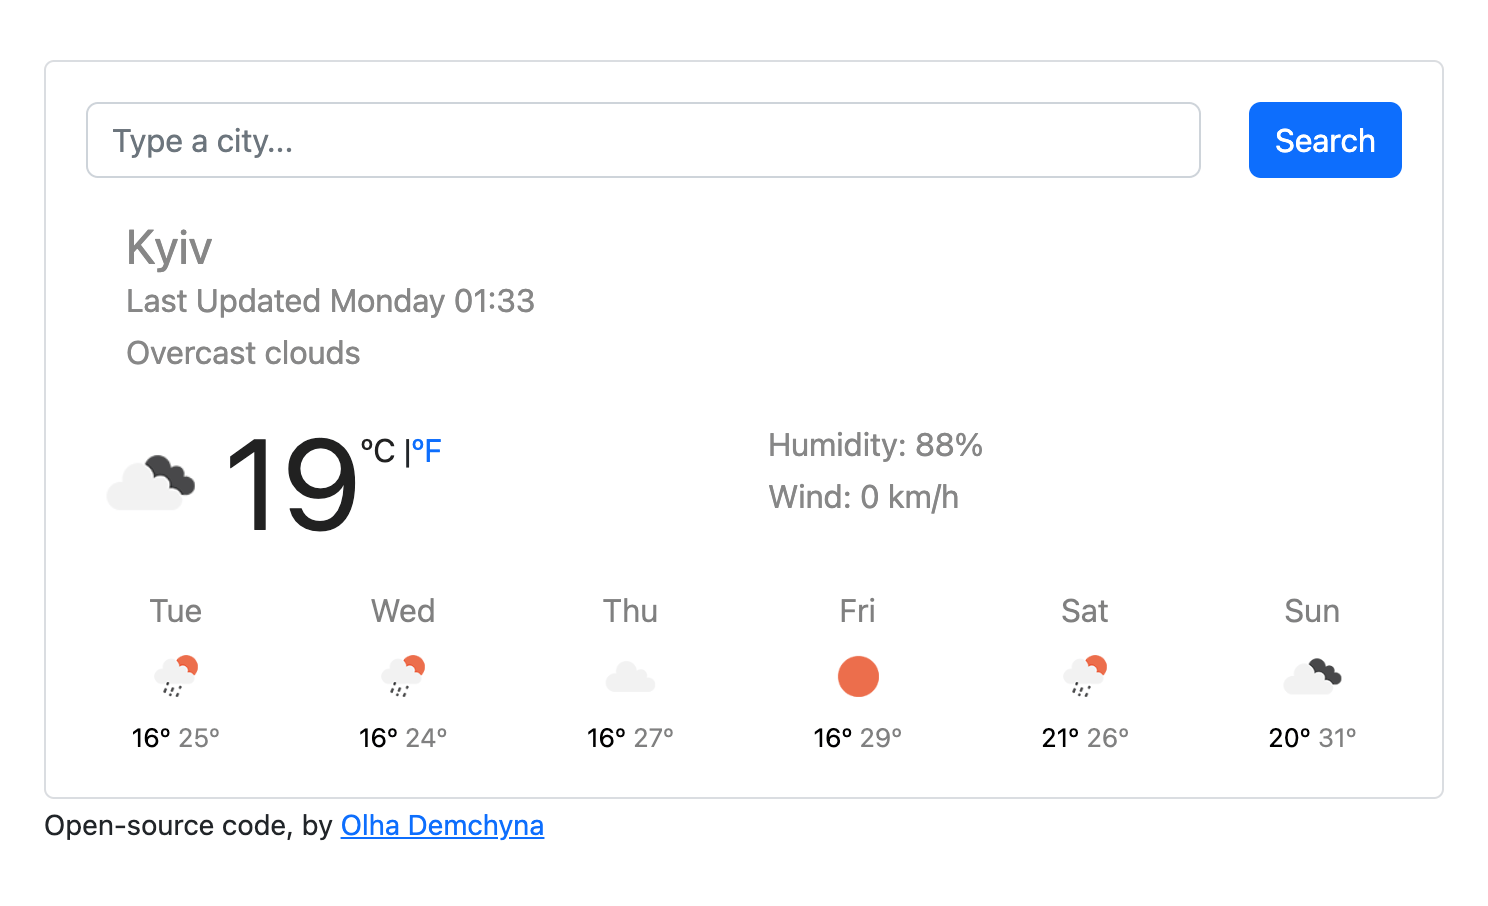 Type a city...
Search
Kyiv
Last Updated Monday 01:33
Overcast clouds
19 °C |°F
Humidity: 88%
Wind: 0 km/h
Tue Wed Thu Fri Sat Sun
16° 25° 16° 24° 16° 27° 16° 29° 21° 26° 20° 31°
Open-source code, by Olha Demchyna